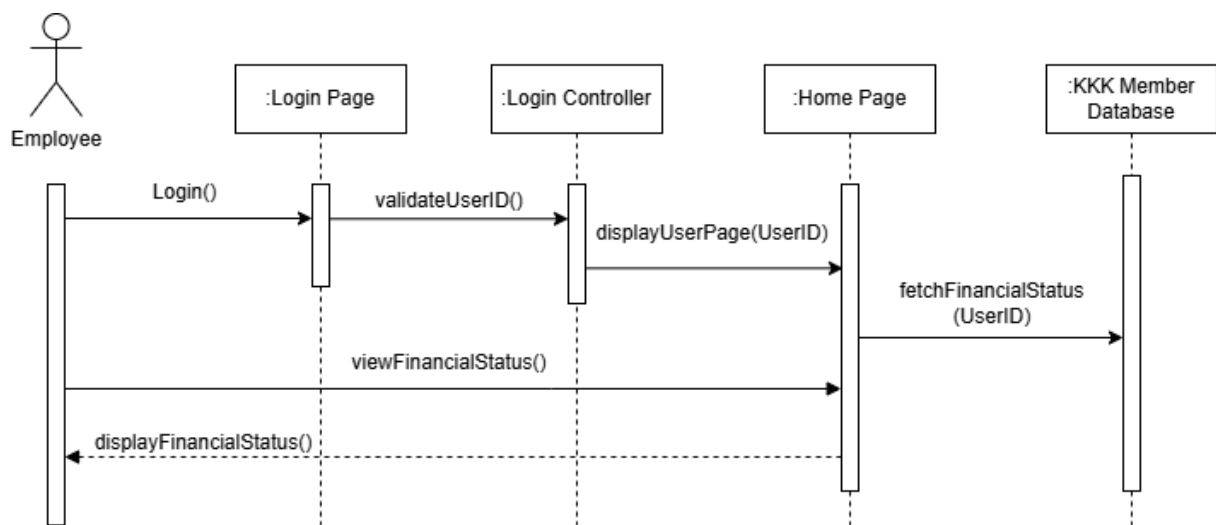 Employee
:Login Page
:Login Controller
:Home Page
:KKK Member
Database
Login()
validateUserID()
displayUserPage(UserID)
fetchFinancialStatus
(UserID)
viewFinancialStatus()
displayFinancialStatus()